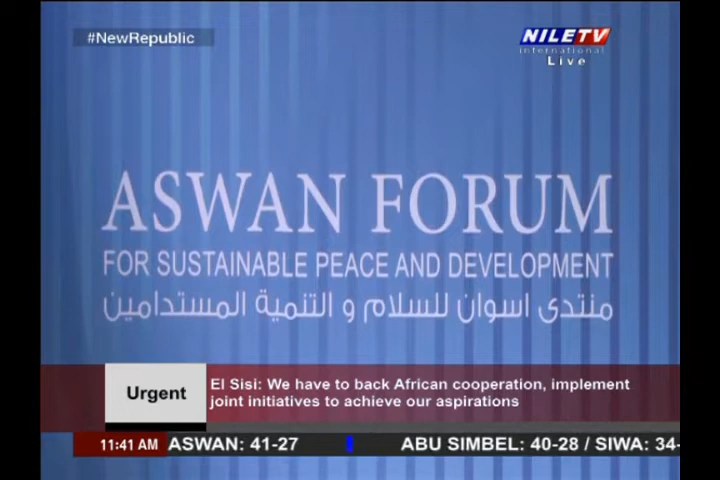 #NewRepublic
NILETV
international
Live
ASWAN FORUM
FOR SUSTAINABLE PEACE AND DEVELOPMENT
منتدى اسوان للسلام و التنمية المستدامين
Urgent
El Sisi: We have to back African cooperation, implement
joint initiatives to achieve our aspirations
11:41 AM ASWAN: 41-27 ABU SIMBEL: 40-28 / SIWA: 34-